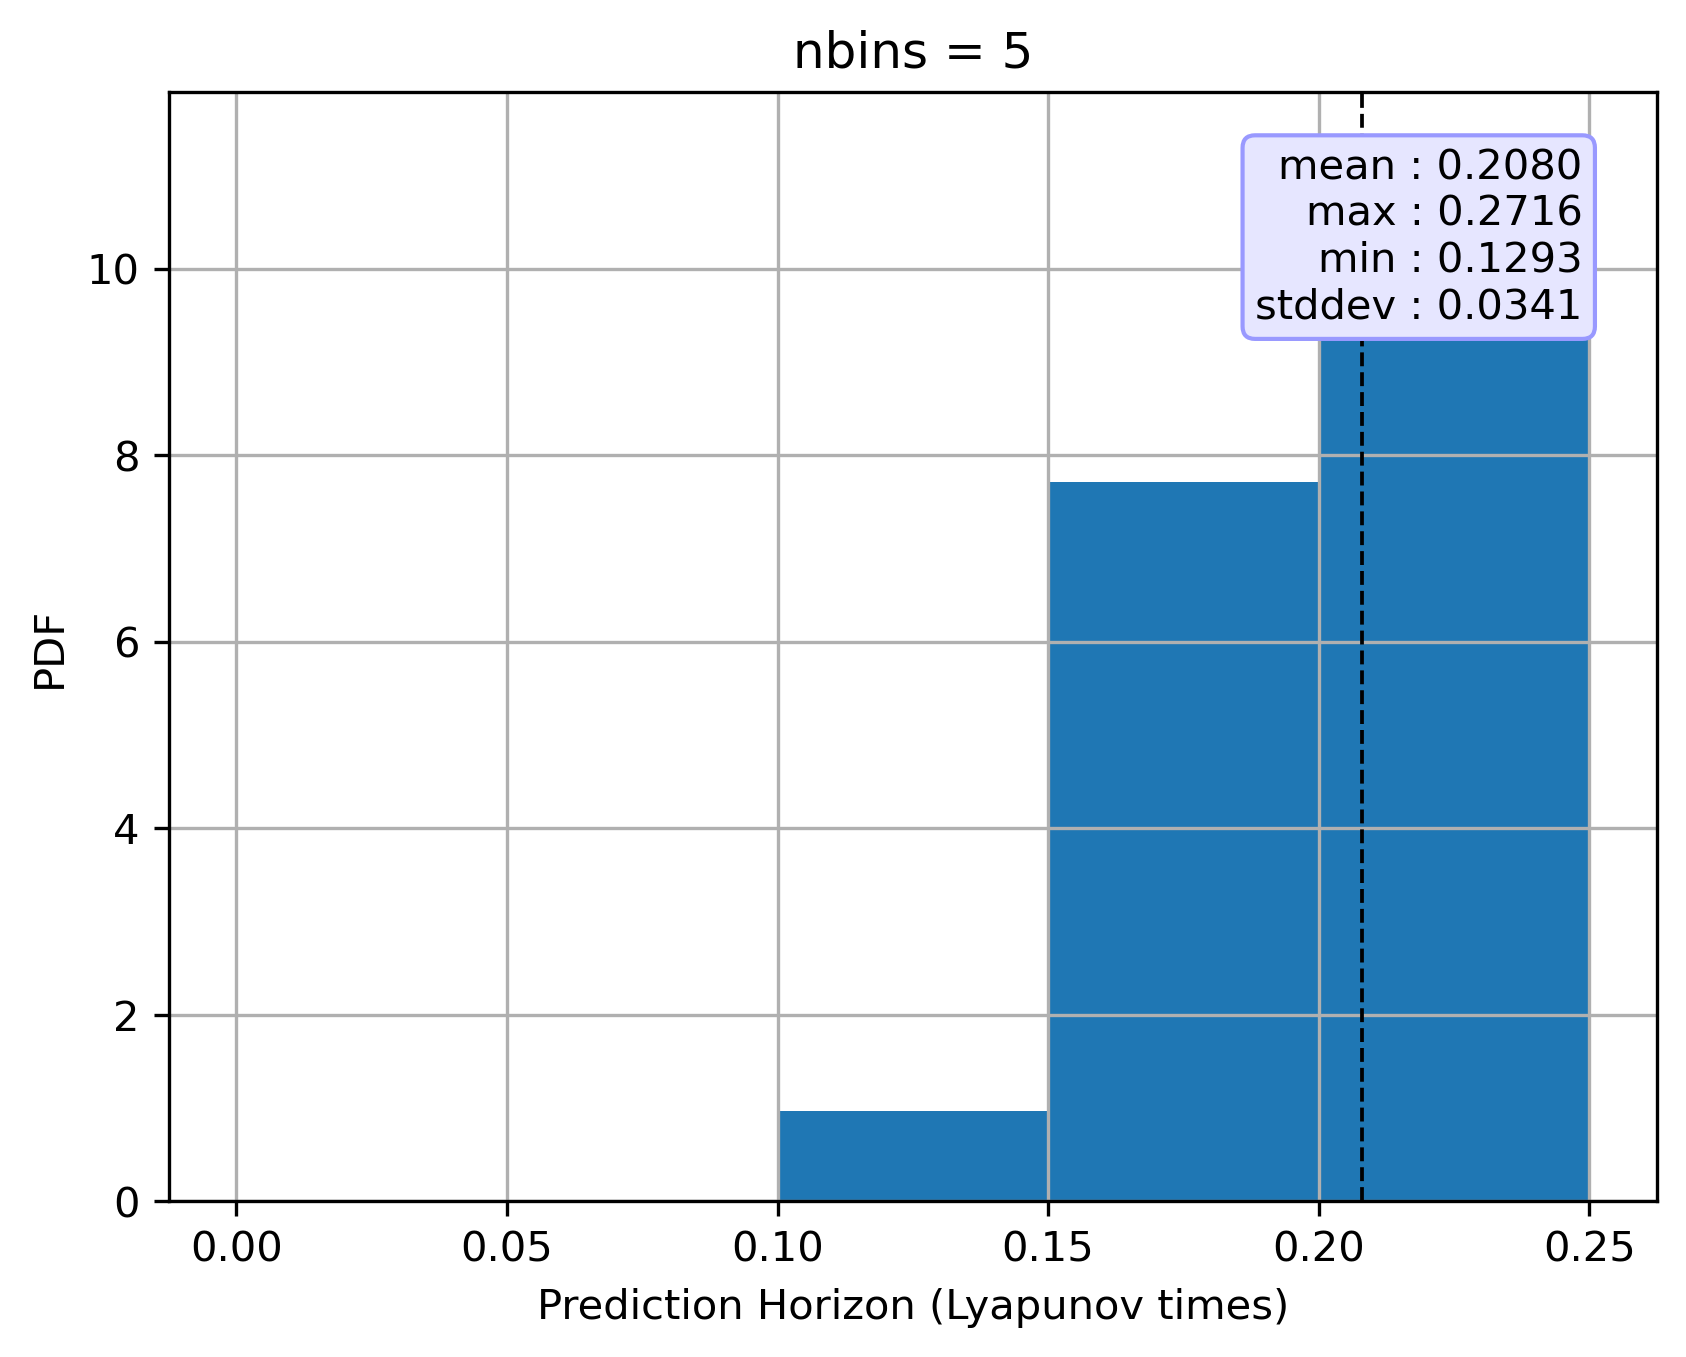 nbins = 5
mean : 0.2080
max : 0.2716
min : 0.1293
stddev : 0.0341
10
8
6
4
2
0
PDF
0.00 0.05 0.10 0.15 0.20 0.25
Prediction Horizon (Lyapunov times)